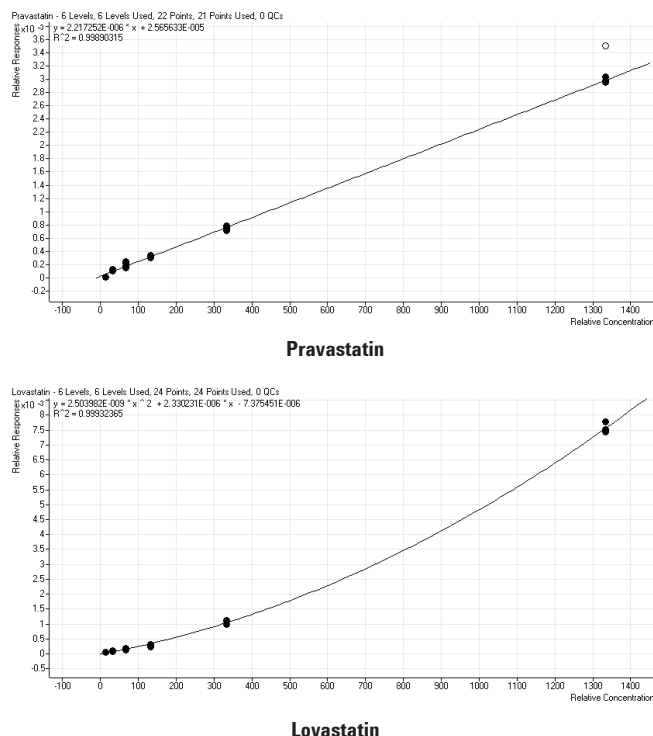 Pravastatin - 6 Levels, 6 Levels Used, 22 Points, 21 Points Used, 0 QCs
y = 2.217252E-006 * x + 2.565633E-005
R^2 = 0.99890315
Relative Responses
x10 -3
3.6
3.4
3.2
3
2.8
2.6
2.4
2.2
2
1.8
1.6
1.4
1.2
1
0.8
0.6
0.4
0.2
0
-0.2
-100 0 100 200 300 400 500 600 700 800 900 1000 1100 1200 1300 1400
Relative Concentration
Pravastatin
Lovastatin - 6 Levels, 6 Levels Used, 24 Points, 24 Points Used, 0 QCs
y = 2.503982E-009 * x ^ 2 + 2.330231E-006 * x - 7.375451E-006
R^2 = 0.99932365
Relative Responses
x10 -3
8
7.5
7
6.5
6
5.5
5
4.5
4
3.5
3
2.5
2
1.5
1
0.5
0
-0.5
-100 0 100 200 300 400 500 600 700 800 900 1000 1100 1200 1300 1400
Relative Concentration
Lovastatin